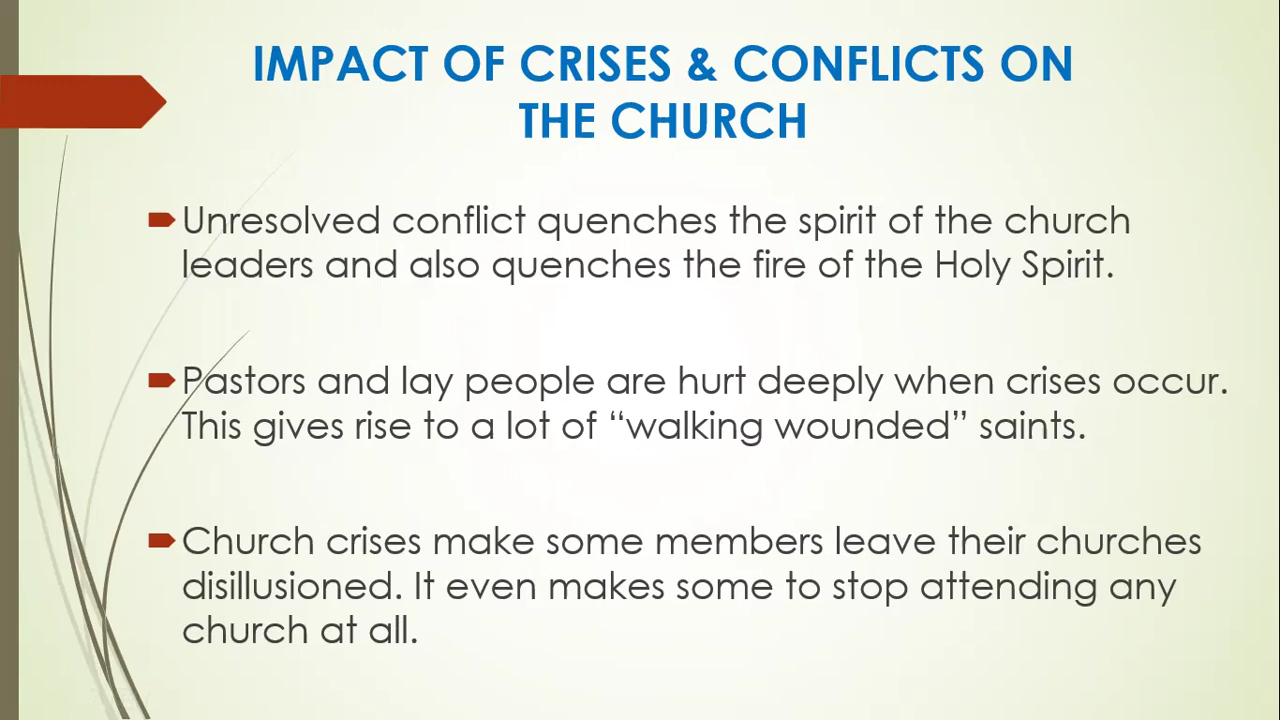 IMPACT OF CRISES & CONFLICTS ON
THE CHURCH
Unresolved conflict quenches the spirit of the church
leaders and also quenches the fire of the Holy Spirit.
Pastors and lay people are hurt deeply when crises occur.
This gives rise to a lot of “walking wounded” saints.
Church crises make some members leave their churches
disillusioned. It even makes some to stop attending any
church at all.